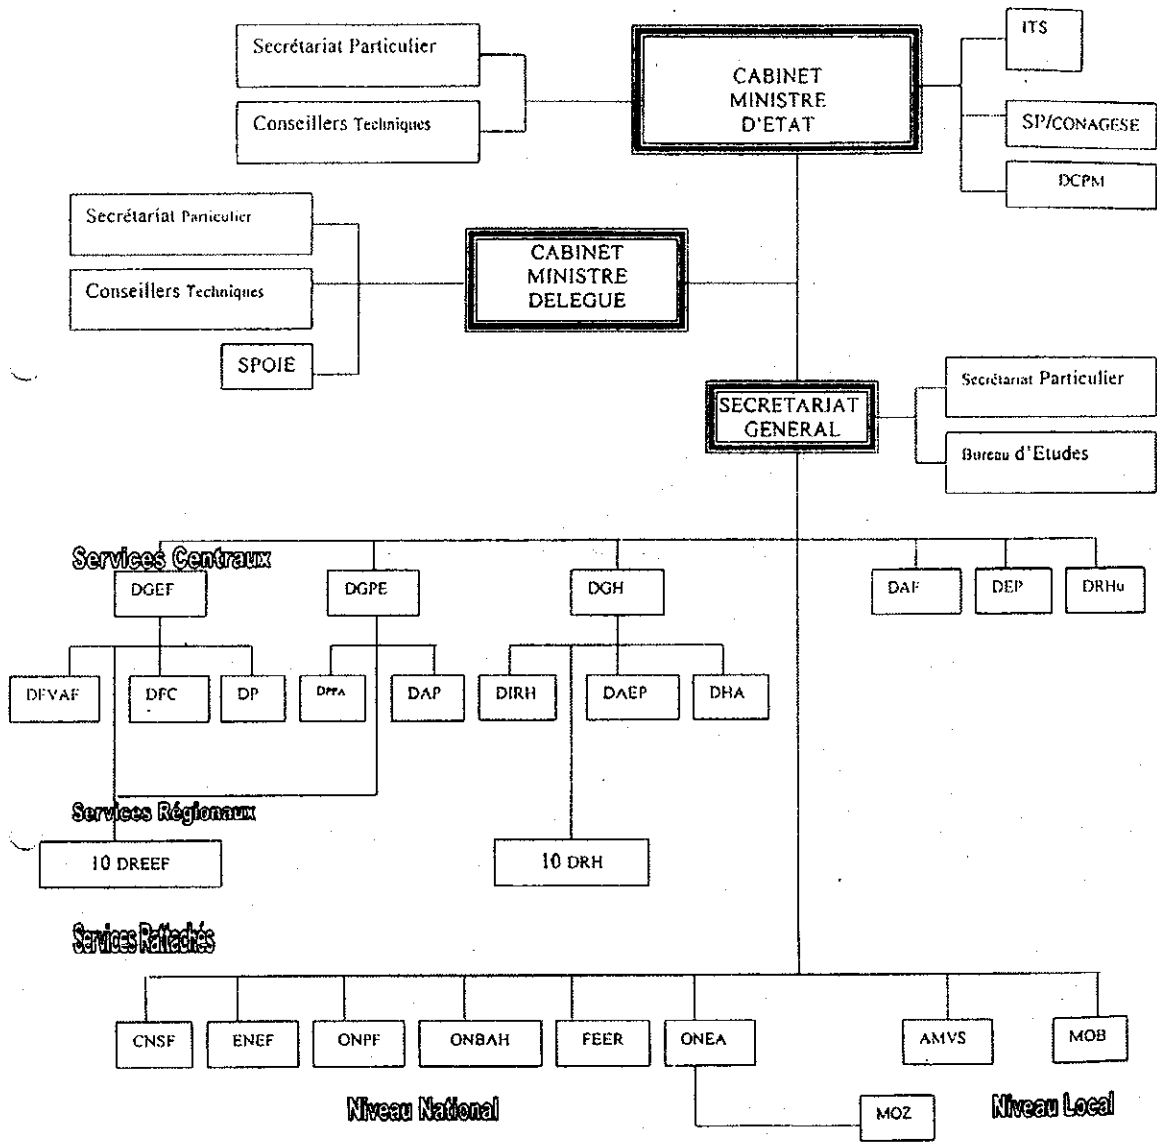 ITS
Secrétariat Particulier
CABINET
MINISTRE
D'ETAT
Conseillers Techniques
SP/CONAGESE
DCPM
Secrétariat Particulier
CABINET
MINISTRE
DELEGUE
Conseillers Techniques
SPOIE
Secrétariat Particulier
SECRETARIAT
GENERAL
Bureau d'Etudes
Services Centraux
DGEF DGPE DGH DAF DEP DRHu
DFVAF DFC DP DPFA DAP DIRH DAEP DHA
Services Régionaux
10 DREEF 10 DRH
Services Rattachés
CNSF ENEF ONPF ONBAH FEER ONEA AMVS MOB
Niveau National MOZ Niveau Local